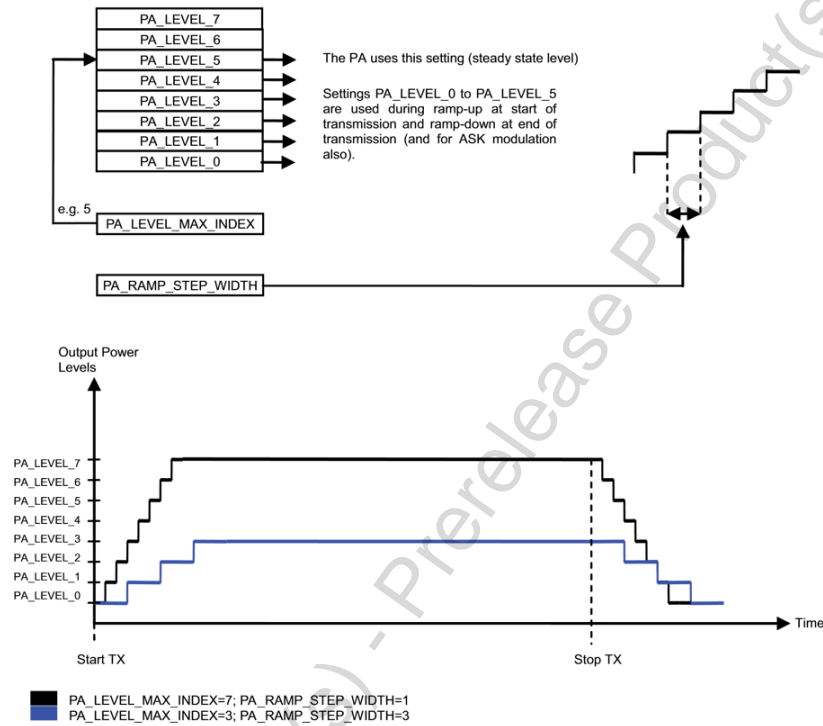 PA_LEVEL_7
PA_LEVEL_6
PA_LEVEL_5
PA_LEVEL_4
PA_LEVEL_3
PA_LEVEL_2
PA_LEVEL_1
PA_LEVEL_0
The PA uses this setting (steady state level)
Settings PA_LEVEL_0 to PA_LEVEL_5
are used during ramp-up at start of
transmission and ramp-down at end of
transmission (and for ASK modulation
also).
e.g. 5
PA_LEVEL_MAX_INDEX
PA_RAMP_STEP_WIDTH
Output Power
Levels
PA_LEVEL_7
PA_LEVEL_6
PA_LEVEL_5
PA_LEVEL_4
PA_LEVEL_3
PA_LEVEL_2
PA_LEVEL_1
PA_LEVEL_0
Time
Start TX
Stop TX
PA_LEVEL_MAX_INDEX=7; PA_RAMP_STEP_WIDTH=1
PA_LEVEL_MAX_INDEX=3; PA_RAMP_STEP_WIDTH=3
(s) - Prerelease Product(s